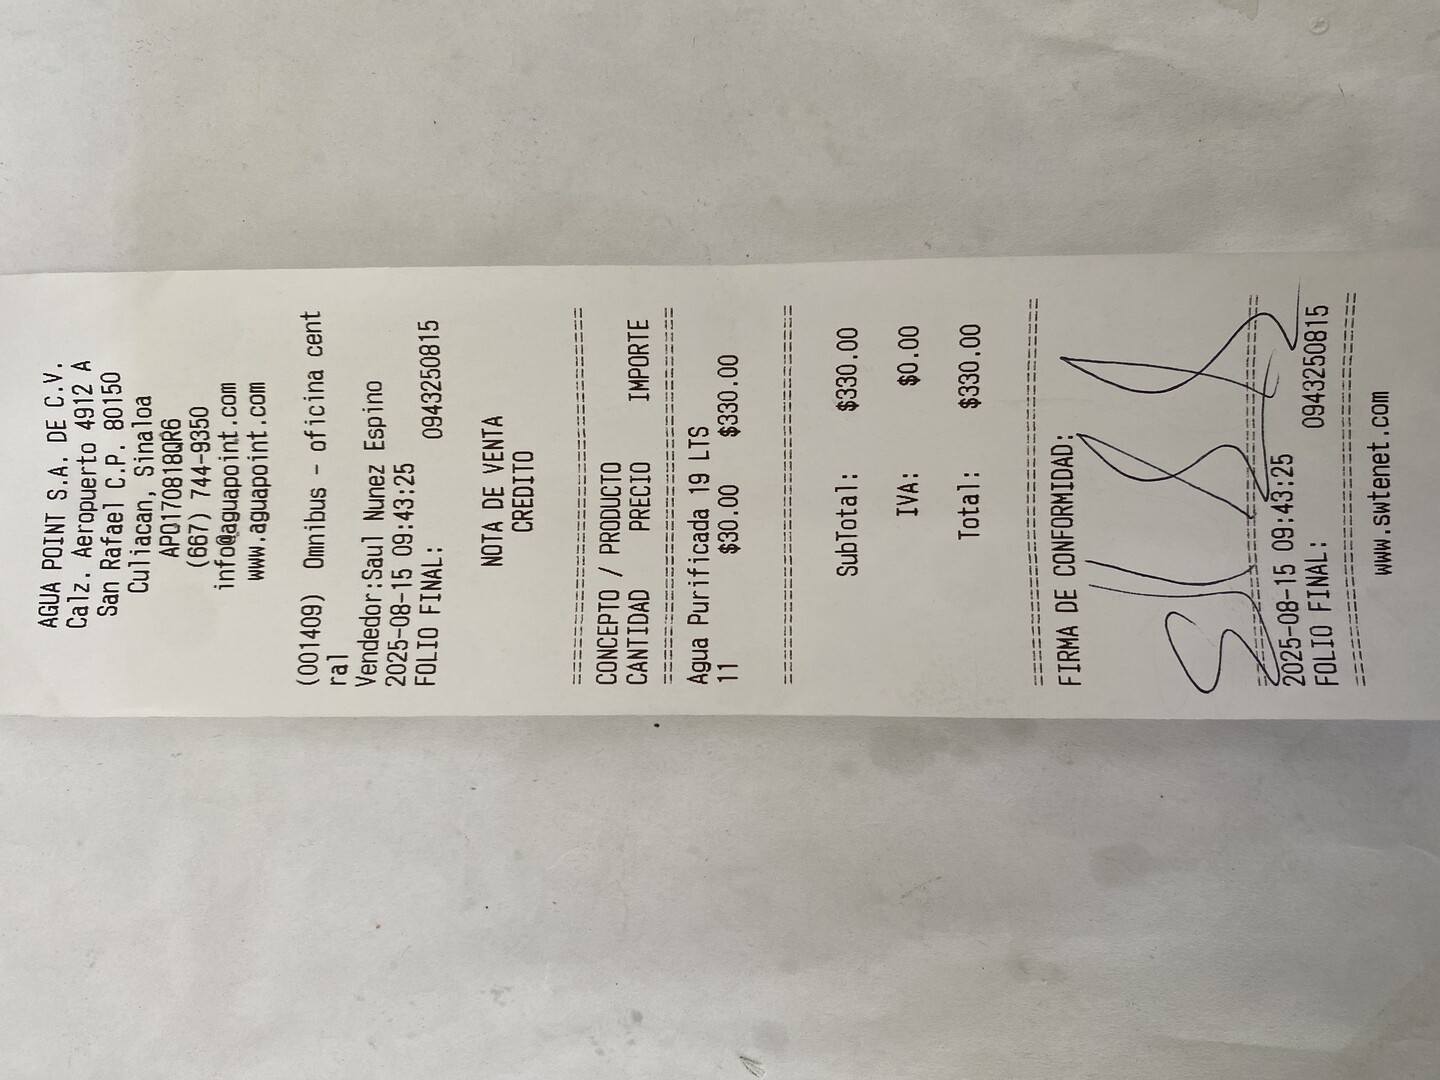 AGUA POINT S.A. DE C.V.
Calz. Aeropuerto 4912 A
San Rafael C.P. 80150
Culiacan, Sinaloa
APO170818QR6
(667) 744-9350
info@aguapoint.com
www.aguapoint.com
(001409) Omnibus - oficina cent
ral
Vendedor:Saul Nunez Espino
2025-08-15 09:43:25
FOLIO FINAL: 0943250815
NOTA DE VENTA
CREDITO
===============================
CONCEPTO / PRODUCTO
CANTIDAD PRECIO IMPORTE
===============================
Agua Purificada 19 LTS
11 $30.00 $330.00
===============================
SubTotal: $330.00
IVA: $0.00
Total: $330.00
===============================
FIRMA DE CONFORMIDAD:
===============================
2025-08-15 09:43:25
FOLIO FINAL: 0943250815
===============================
www.swtenet.com